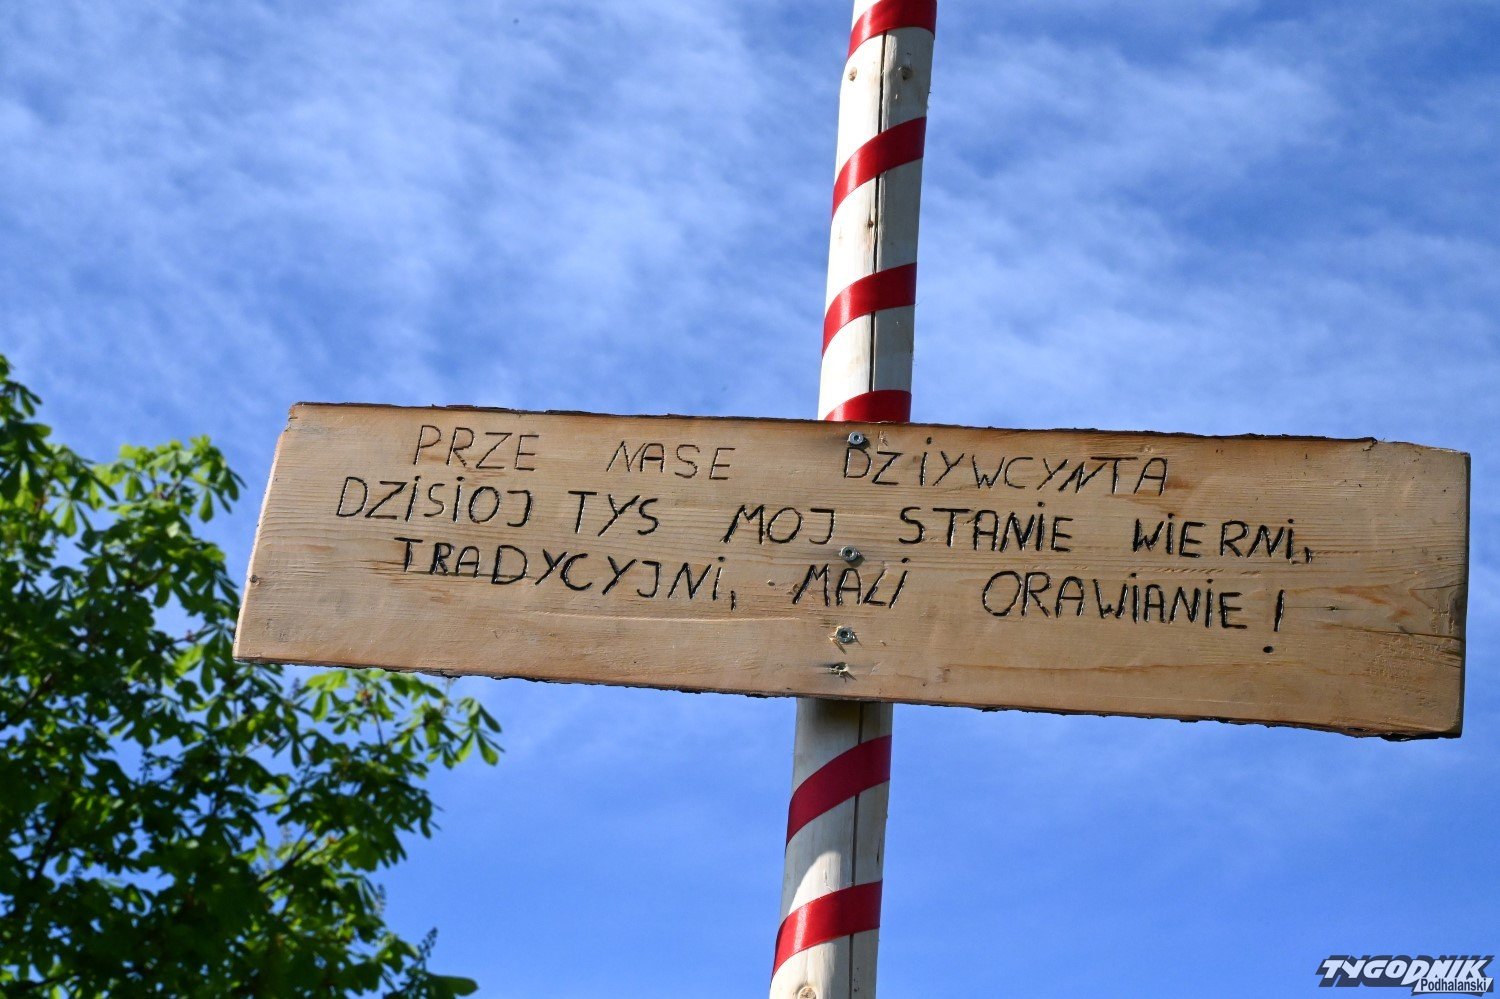 PRZE NASE DZiYWCYNTA
DZiSiOJ TYS MOJ STANiE WiERNi,
TRADYCYJNi, MALi ORAWiANiE!
TYGODNIK
Podhalański